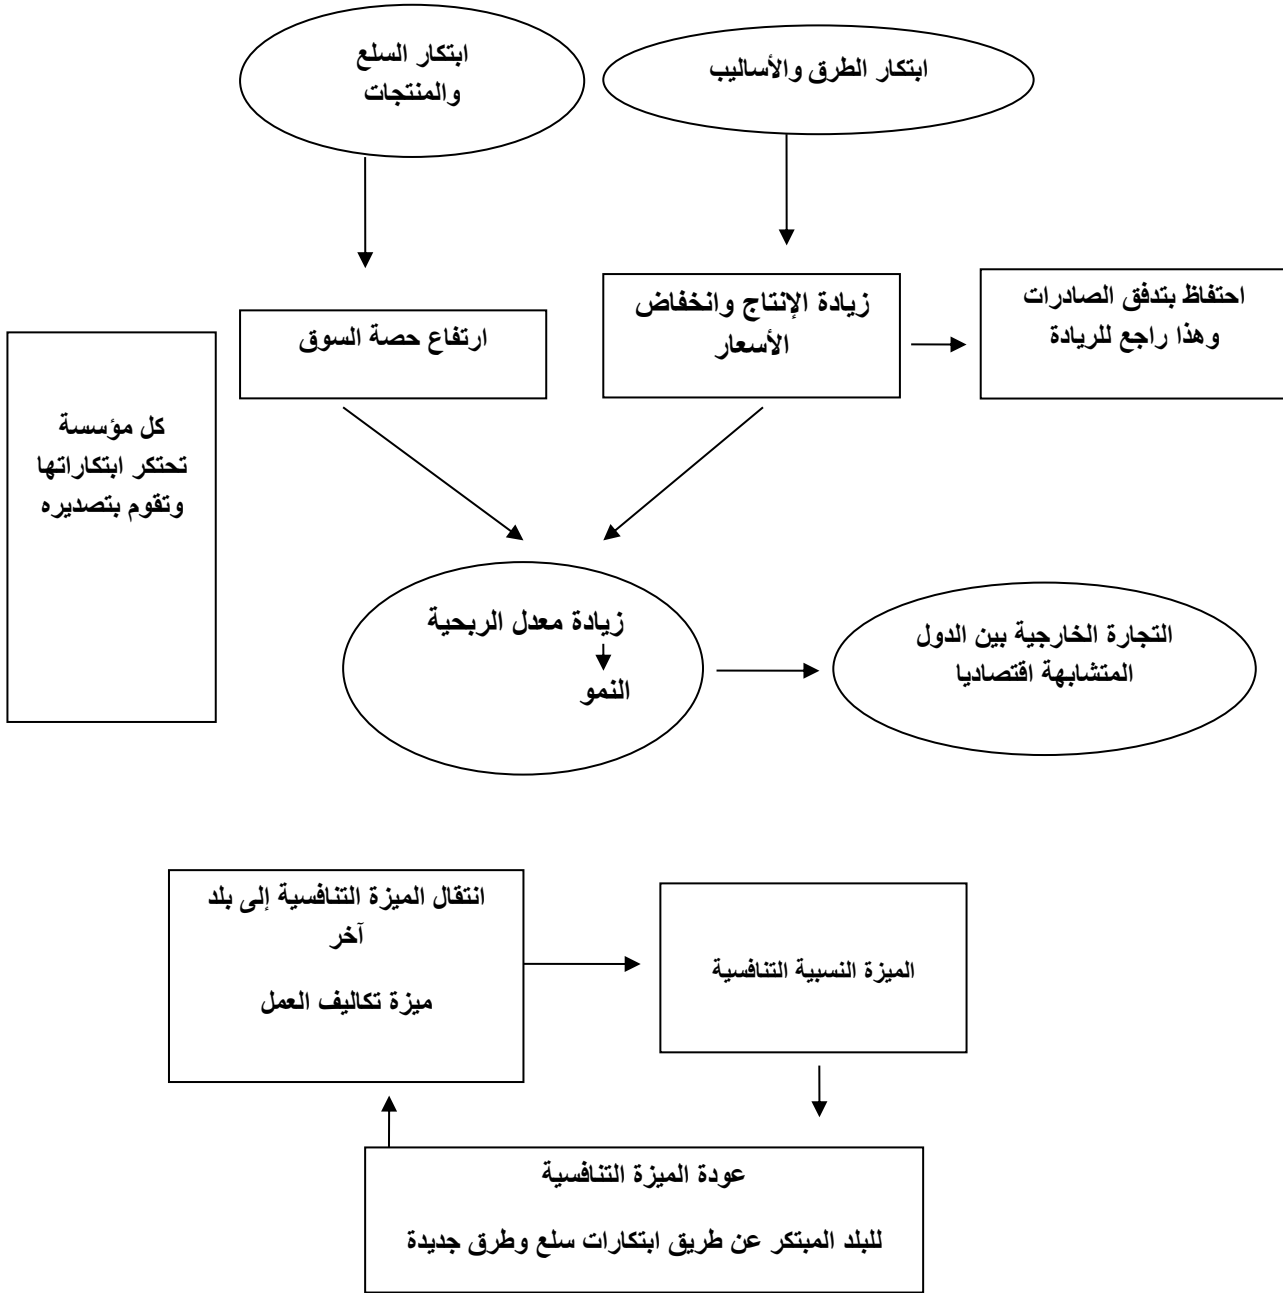 ابتكار الطرق والأساليب
ابتكار السلع
والمنتجات
احتفاظ بتدفق الصادرات
وهذا راجع للريادة
زيادة الإنتاج وانخفاض
الأسعار
ارتفاع حصة السوق
كل مؤسسة
تحتكر ابتكاراتها
وتقوم بتصديره
زيادة معدل الربحية
النمو
التجارة الخارجية بين الدول
المتشابهة اقتصاديا
انتقال الميزة التنافسية إلى بلد
آخر
ميزة تكاليف العمل
الميزة النسبية التنافسية
عودة الميزة التنافسية
للبلد المبتكر عن طريق ابتكارات سلع وطرق جديدة